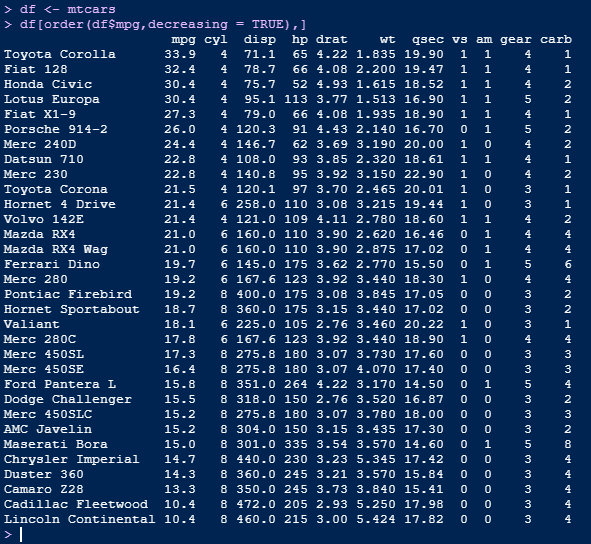 > df <- mtcars
> df[order(df$mpg,decreasing = TRUE),]
                     mpg cyl  disp  hp drat    wt  qsec vs am gear carb
Toyota Corolla      33.9   4  71.1  65 4.22 1.835 19.90  1  1    4    1
Fiat 128            32.4   4  78.7  66 4.08 2.200 19.47  1  1    4    1
Honda Civic         30.4   4  75.7  52 4.93 1.615 18.52  1  1    4    2
Lotus Europa        30.4   4  95.1 113 3.77 1.513 16.90  1  1    5    2
Fiat X1-9           27.3   4  79.0  66 4.08 1.935 18.90  1  1    4    1
Porsche 914-2       26.0   4 120.3  91 4.43 2.140 16.70  0  1    5    2
Merc 240D           24.4   4 146.7  62 3.69 3.190 20.00  1  0    4    2
Datsun 710          22.8   4 108.0  93 3.85 2.320 18.61  1  1    4    1
Merc 230            22.8   4 140.8  95 3.92 3.150 22.90  1  0    4    2
Toyota Corona       21.5   4 120.1  97 3.70 2.465 20.01  1  0    3    1
Hornet 4 Drive      21.4   6 258.0 110 3.08 3.215 19.44  1  0    3    1
Volvo 142E          21.4   4 121.0 109 4.11 2.780 18.60  1  1    4    2
Mazda RX4           21.0   6 160.0 110 3.90 2.620 16.46  0  1    4    4
Mazda RX4 Wag       21.0   6 160.0 110 3.90 2.875 17.02  0  1    4    4
Ferrari Dino        19.7   6 145.0 175 3.62 2.770 15.50  0  1    5    6
Merc 280            19.2   6 167.6 123 3.92 3.440 18.30  1  0    4    4
Pontiac Firebird    19.2   8 400.0 175 3.08 3.845 17.05  0  0    3    2
Hornet Sportabout   18.7   8 360.0 175 3.15 3.440 17.02  0  0    3    2
Valiant             18.1   6 225.0 105 2.76 3.460 20.22  1  0    3    1
Merc 280C           17.8   6 167.6 123 3.92 3.440 18.90  1  0    4    4
Merc 450SL          17.3   8 275.8 180 3.07 3.730 17.60  0  0    3    3
Merc 450SE          16.4   8 275.8 180 3.07 4.070 17.40  0  0    3    3
Ford Pantera L      15.8   8 351.0 264 4.22 3.170 14.50  0  1    5    4
Dodge Challenger    15.5   8 318.0 150 2.76 3.520 16.87  0  0    3    2
Merc 450SLC         15.2   8 275.8 180 3.07 3.780 18.00  0  0    3    3
AMC Javelin         15.2   8 304.0 150 3.15 3.435 17.30  0  0    3    2
Maserati Bora       15.0   8 301.0 335 3.54 3.570 14.60  0  1    5    8
Chrysler Imperial   14.7   8 440.0 230 3.23 5.345 17.42  0  0    3    4
Duster 360          14.3   8 360.0 245 3.21 3.570 15.84  0  0    3    4
Camaro Z28          13.3   8 350.0 245 3.73 3.840 15.41  0  0    3    4
Cadillac Fleetwood  10.4   8 472.0 205 2.93 5.250 17.98  0  0    3    4
Lincoln Continental 10.4   8 460.0 215 3.00 5.424 17.82  0  0    3    4
>